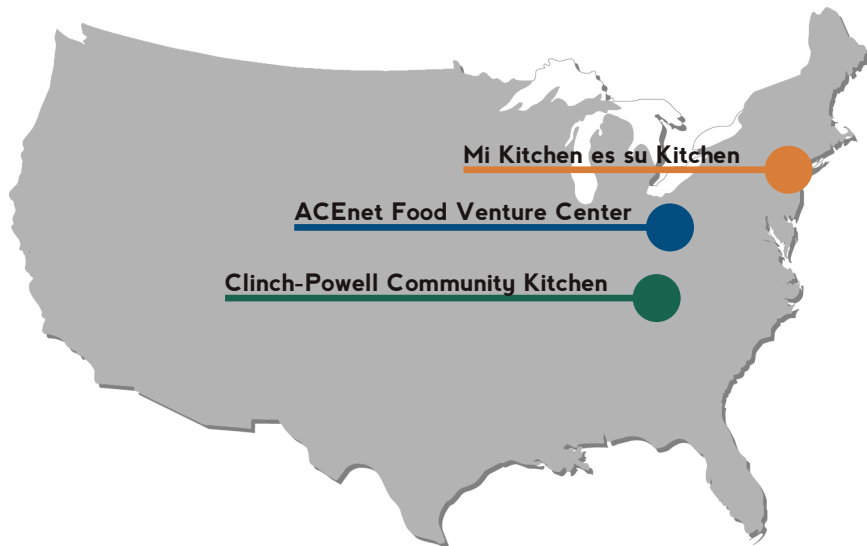 Mi Kitchen es su Kitchen
ACEnet Food Venture Center
Clinch-Powell Community Kitchen